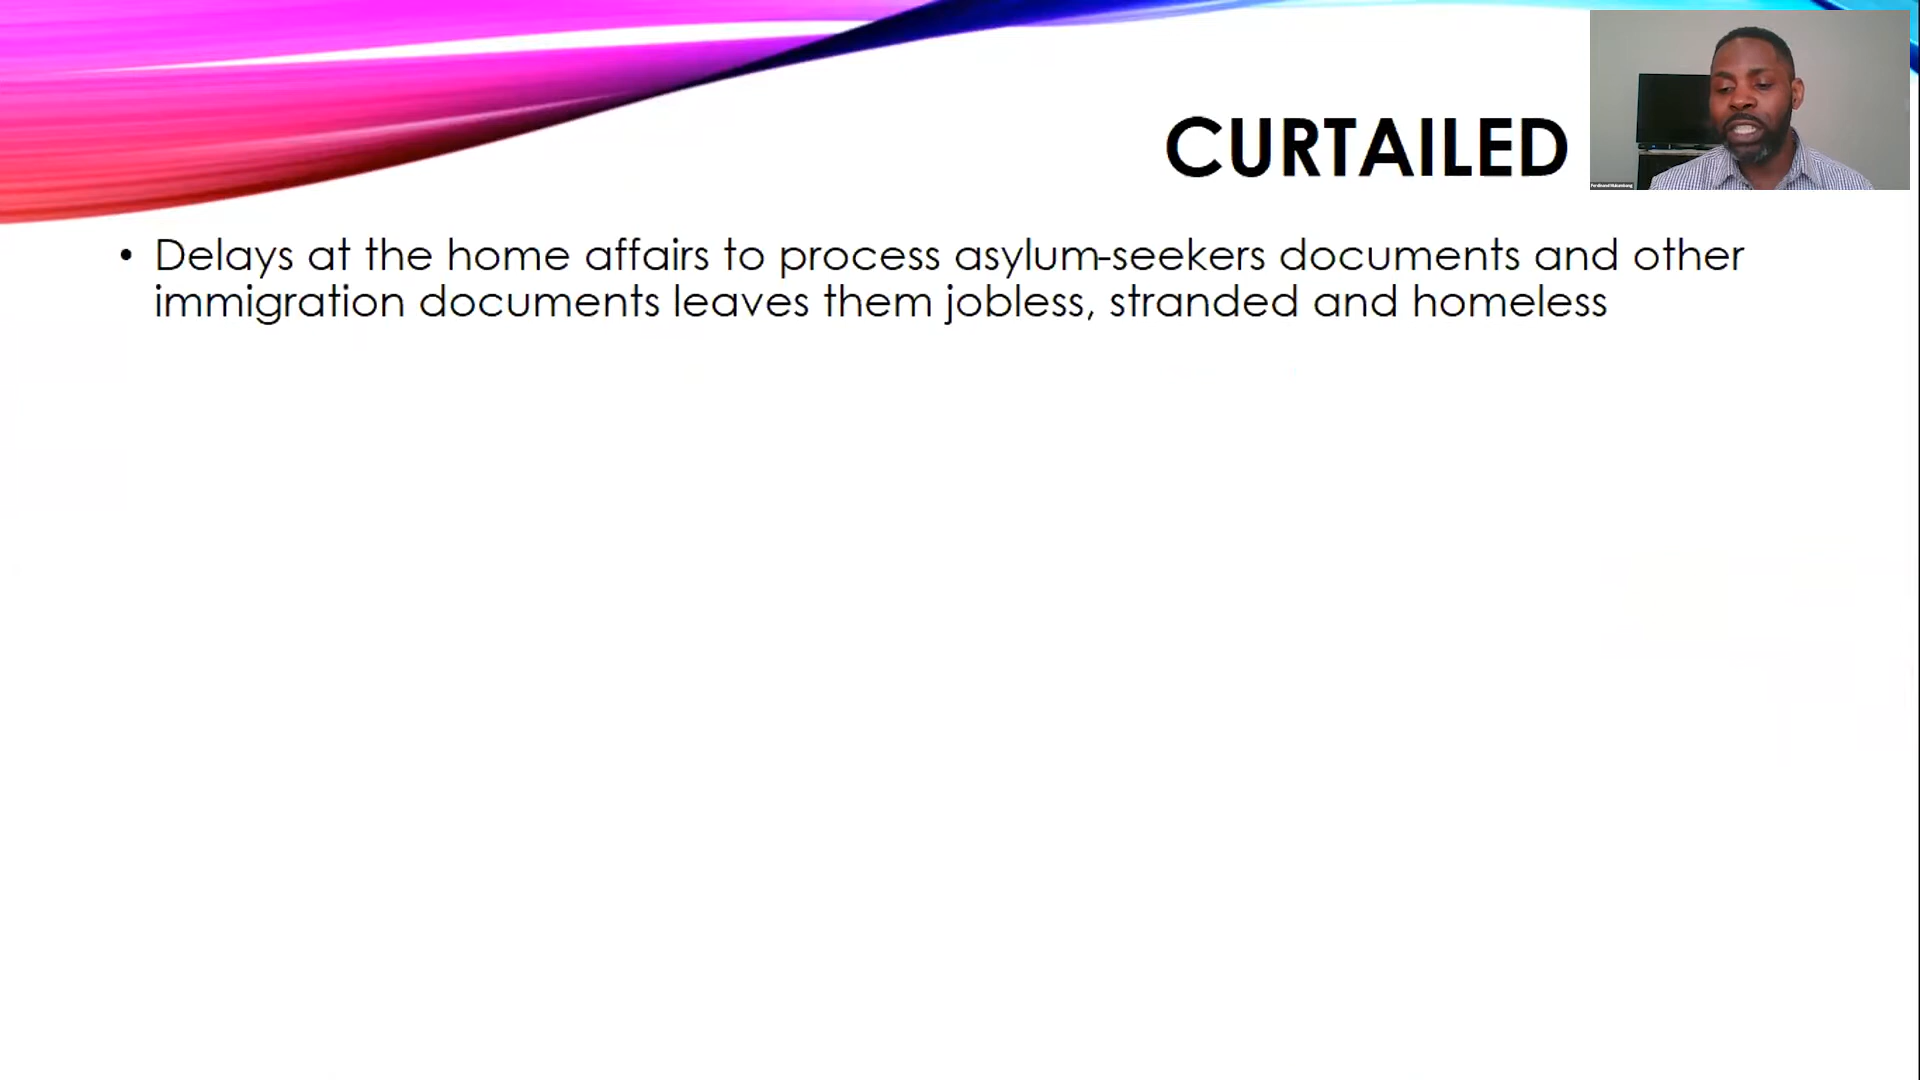 CURTAILED
• Delays at the home affairs to process asylum-seekers documents and other
immigration documents leaves them jobless, stranded and homeless